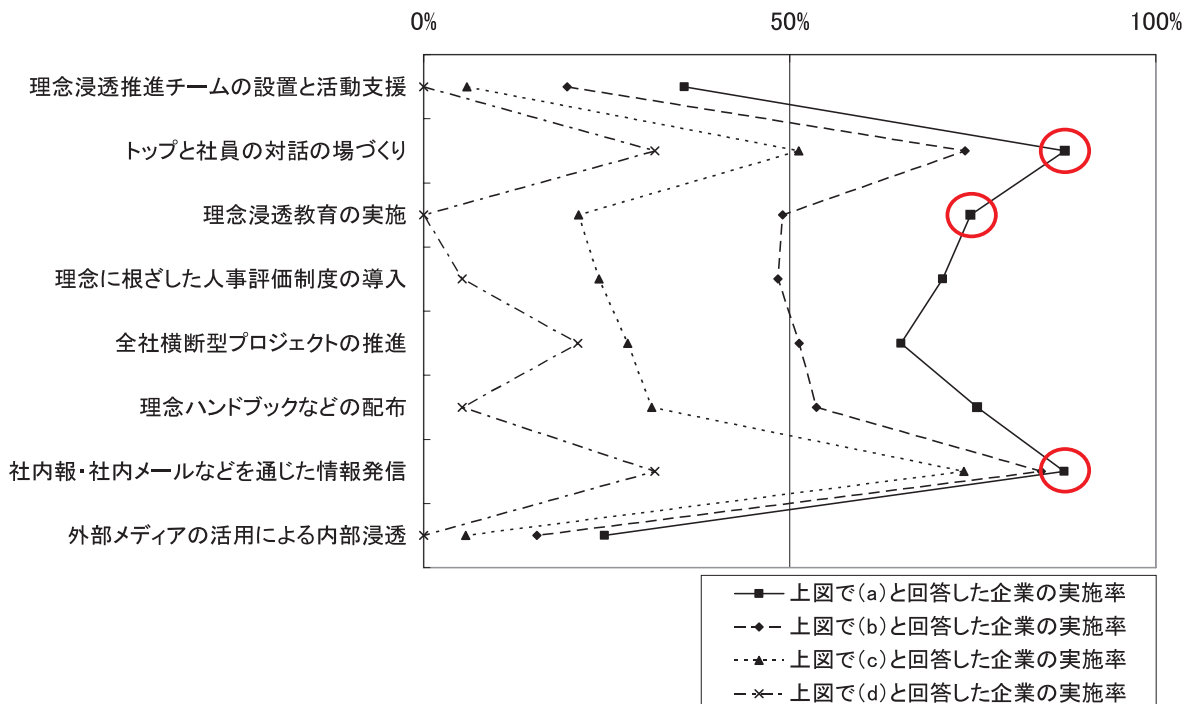 0%
50%
100%
理念浸透推進チームの設置と活動支援
トップと社員の対話の場づくり
理念浸透教育の実施
理念に根ざした人事評価制度の導入
全社横断型プロジェクトの推進
理念ハンドブックなどの配布
社内報・社内メールなどを通じた情報発信
外部メディアの活用による内部浸透
上図で(a)と回答した企業の実施率
上図で(b)と回答した企業の実施率
上図で(c)と回答した企業の実施率
上図で(d)と回答した企業の実施率